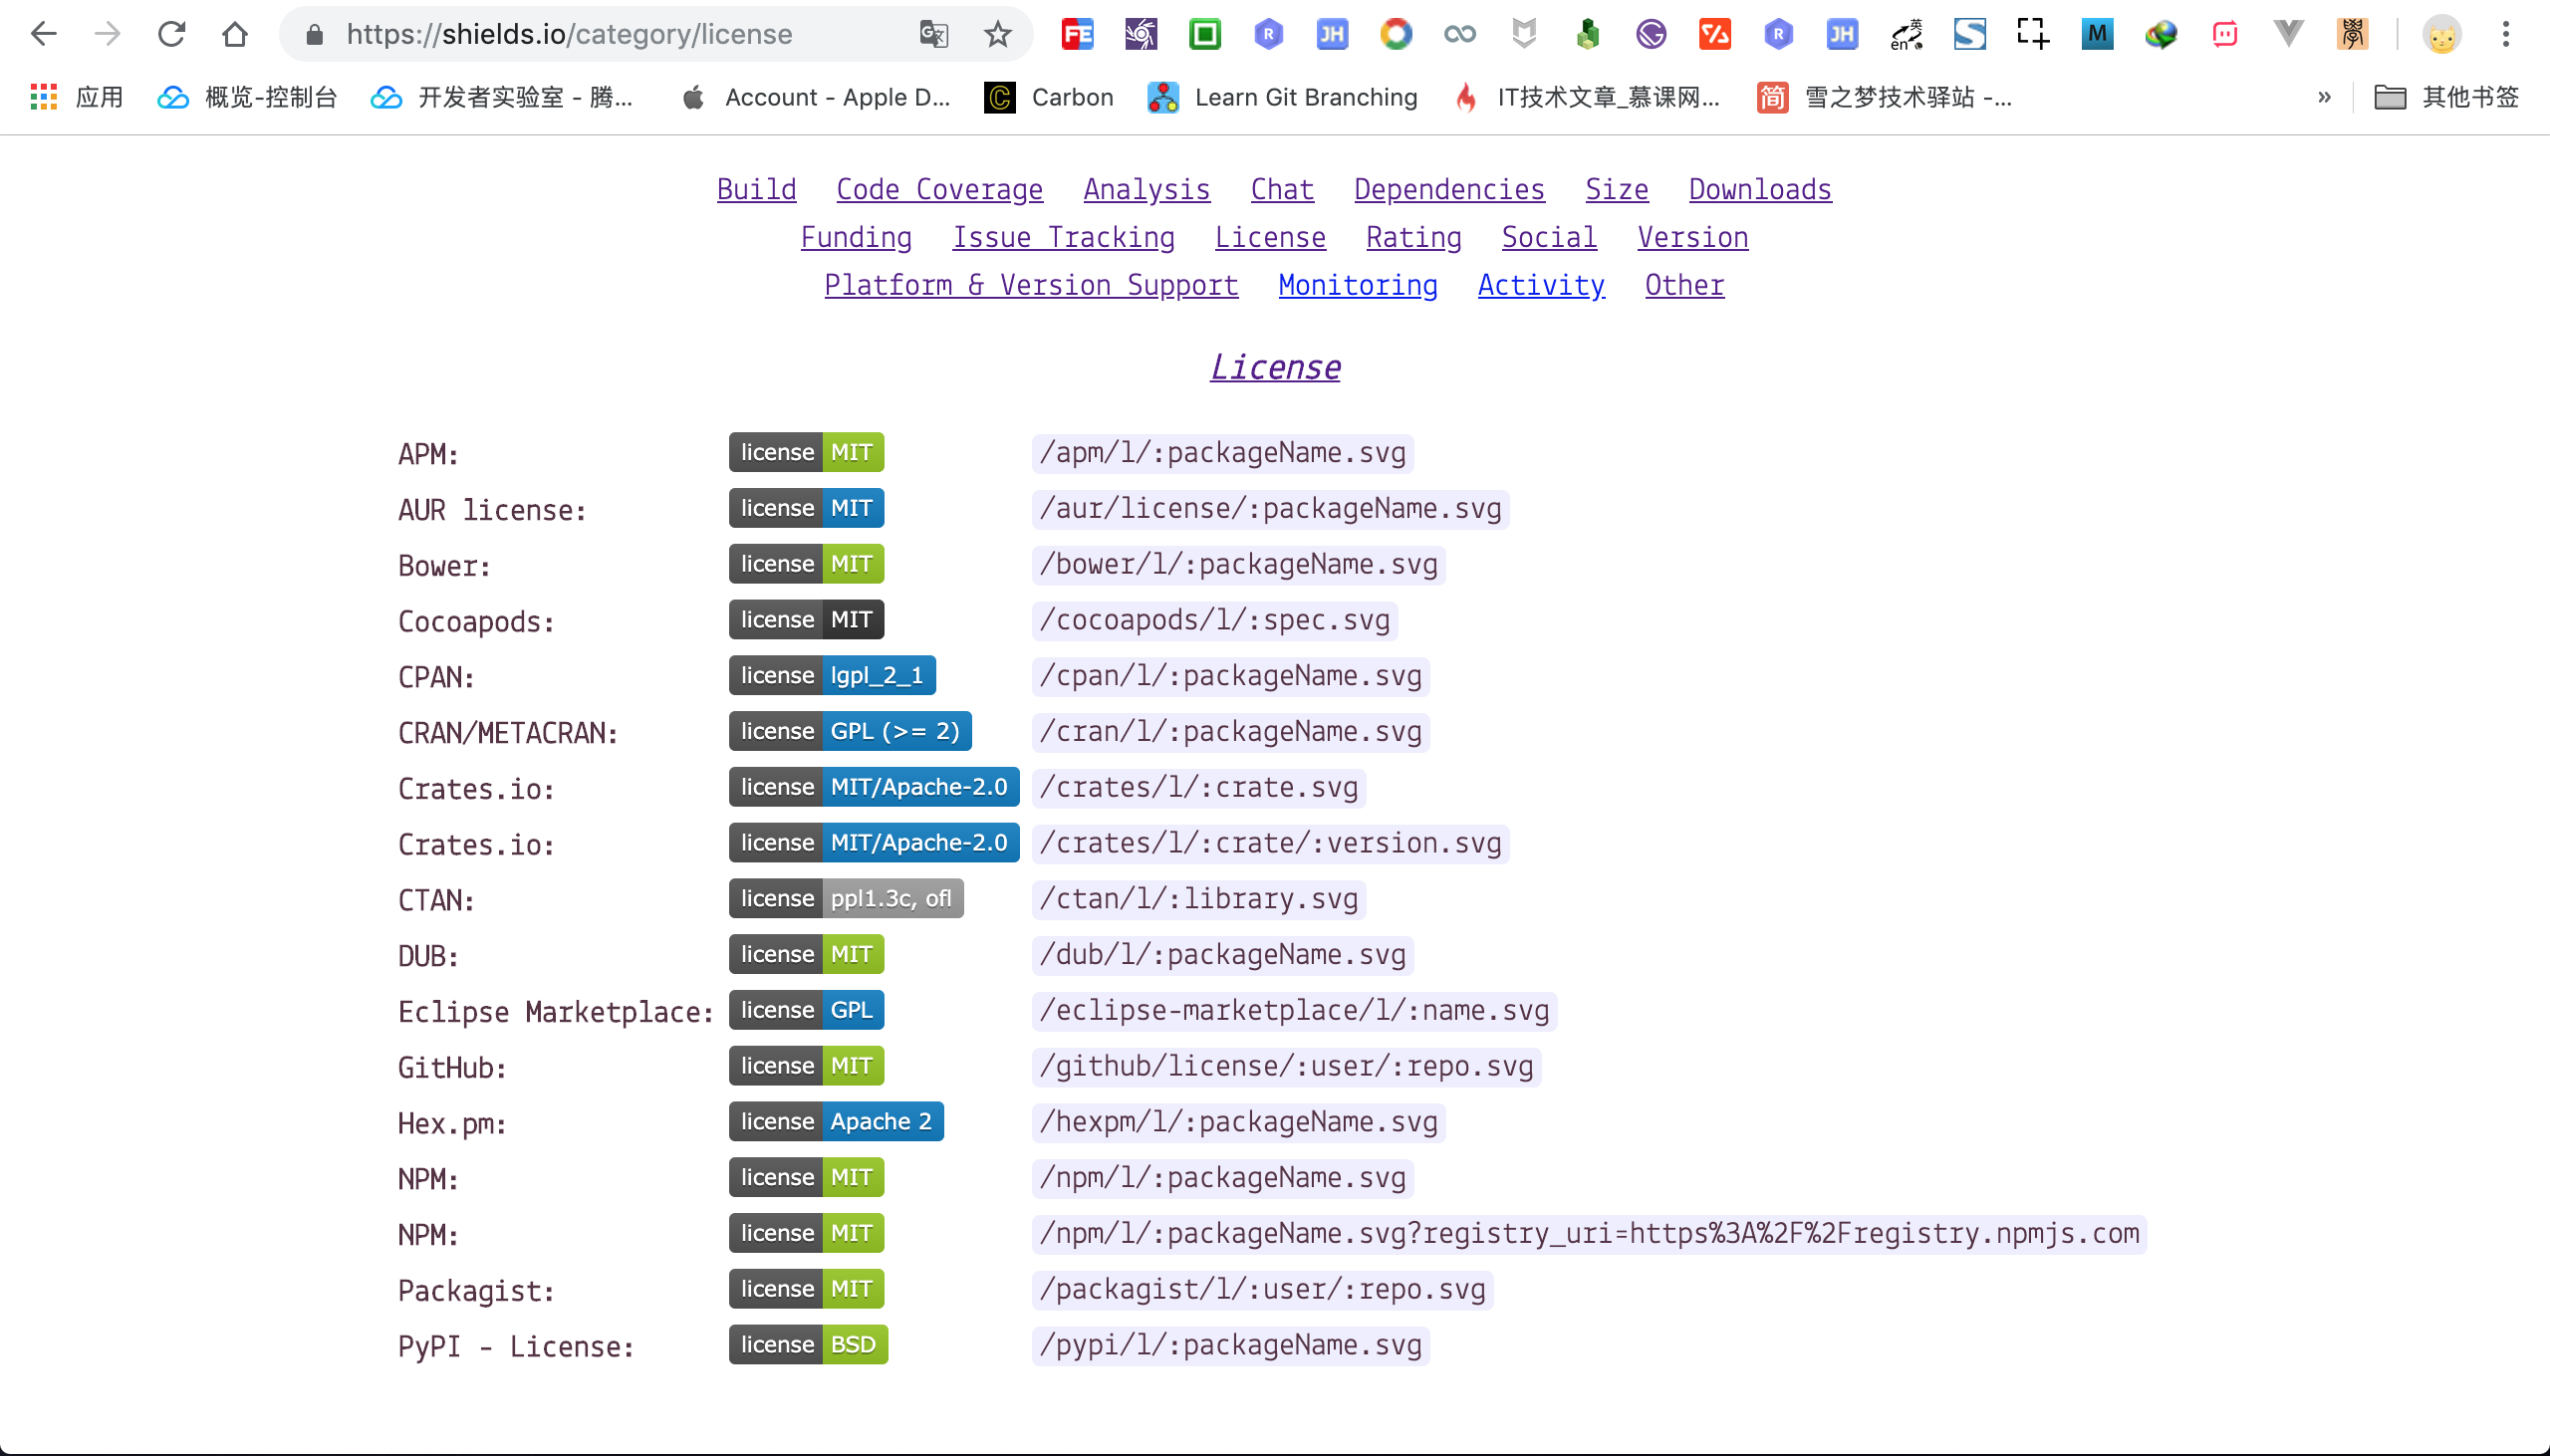 https://shields.io/category/license
应用 概览-控制台 开发者实验室 - 腾... Account - Apple D... Carbon Learn Git Branching IT技术文章_慕课网... 简 雪之梦技术驿站 -... » 其他书签
Build Code Coverage Analysis Chat Dependencies Size Downloads
Funding Issue Tracking License Rating Social Version
Platform & Version Support Monitoring Activity Other
License
APM: license MIT /apm/l/:packageName.svg
AUR license: license MIT /aur/license/:packageName.svg
Bower: license MIT /bower/l/:packageName.svg
Cocoapods: license MIT /cocoapods/l/:spec.svg
CPAN: license lgpl_2_1 /cpan/l/:packageName.svg
CRAN/METACRAN: license GPL (>= 2) /cran/l/:packageName.svg
Crates.io: license MIT/Apache-2.0 /crates/l/:crate.svg
Crates.io: license MIT/Apache-2.0 /crates/l/:crate/:version.svg
CTAN: license ppl1.3c, ofl /ctan/l/:library.svg
DUB: license MIT /dub/l/:packageName.svg
Eclipse Marketplace: license GPL /eclipse-marketplace/l/:name.svg
GitHub: license MIT /github/license/:user/:repo.svg
Hex.pm: license Apache 2 /hexpm/l/:packageName.svg
NPM: license MIT /npm/l/:packageName.svg
NPM: license MIT /npm/l/:packageName.svg?registry_uri=https%3A%2F%2Fregistry.npmjs.com
Packagist: license MIT /packagist/l/:user/:repo.svg
PyPI - License: license BSD /pypi/l/:packageName.svg